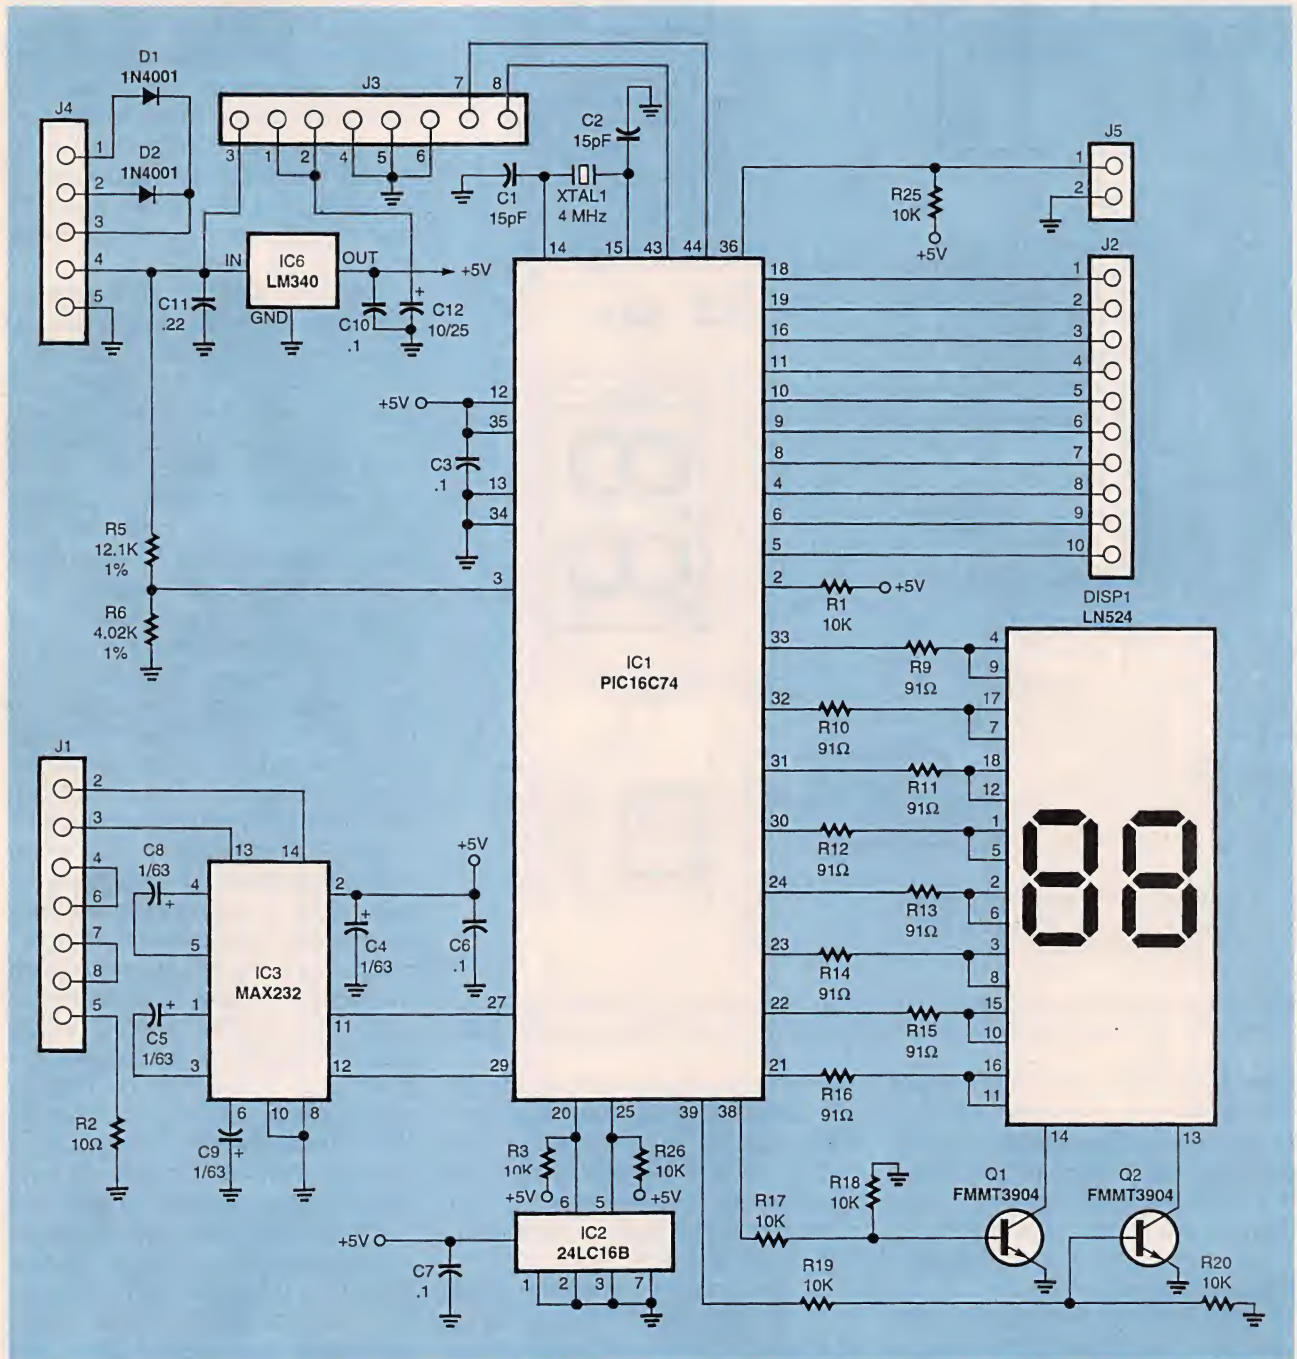 D1
1N4001
J4
1
2
3
4
5
D2
1N4001
J3
7
8
3
1
2
4
5
6
C2
15pF
C1
15pF
XTAL1
4 MHz
J5
1
2
R25
10K
+5V
14
15
43
44
36
IN
IC6
LM340
OUT
GND
+5V
C11
.22
C10
.1
+
C12
10/25
J2
18
1
19
2
16
3
11
4
10
5
9
6
8
7
4
8
6
9
5
10
+5V
12
35
C3
.1
13
34
R5
12.1K
1%
3
R6
4.02K
1%
2
R1
10K
+5V
DISP1
LN524
IC1
PIC16C74
33
R9
91Ω
4
9
32
R10
91Ω
17
7
31
R11
91Ω
18
12
30
R12
91Ω
1
5
24
R13
91Ω
2
6
23
R14
91Ω
3
8
22
R15
91Ω
15
10
21
R16
91Ω
16
11
88
J1
2
3
4
6
7
8
5
C8
1/63
+
4
5
13
14
2
+5V
+
C4
1/63
C6
.1
IC3
MAX232
C5
1/63
+
1
3
11
27
12
29
6
10
8
R2
10Ω
C9
1/63
+
20
25
39
38
14
13
R3
10K
+5V
6
5
R26
10K
+5V
R17
10K
R18
10K
Q1
FMMT3904
Q2
FMMT3904
+5V
IC2
24LC16B
C7
.1
1
2
3
7
R19
10K
R20
10K